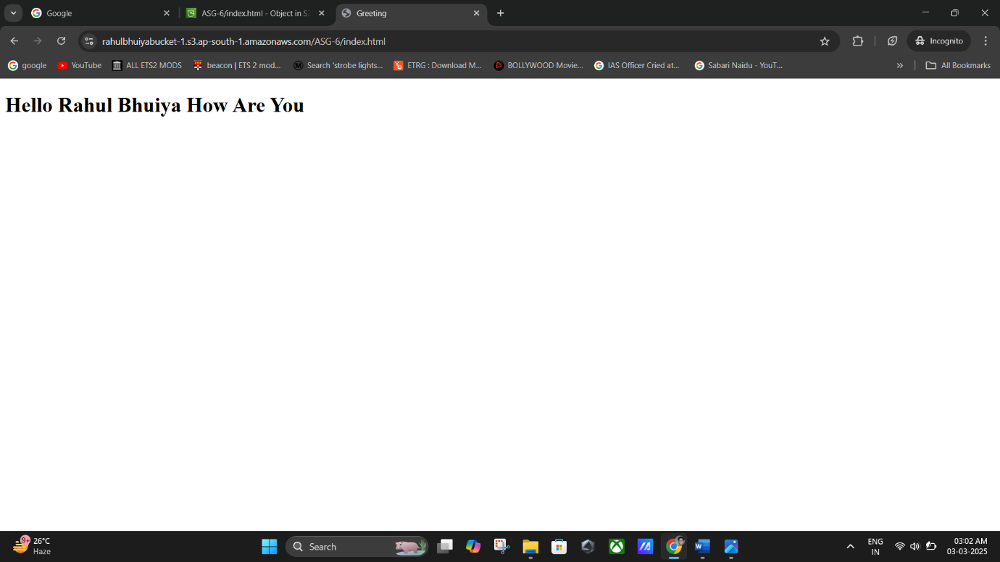 Google
ASG-6/index.html - Object in S3
Greeting
rahulbhuiyabucket-1.s3.ap-south-1.amazonaws.com/ASG-6/index.html
Incognito
google
YouTube
ALL ETS2 MODS
beacon | ETS 2 mod...
Search 'strobe lights...
ETRG : Download M...
BOLLYWOOD Movie...
IAS Officer Cried at...
Sabari Naidu - YouT...
All Bookmarks
Hello Rahul Bhuiya How Are You
9+
26°C
Haze
Search
ENG
IN
03:02 AM
03-03-2025